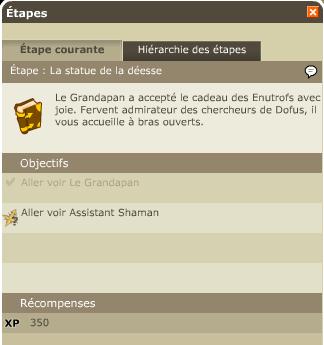 Étapes
Étape courante
Hiérarchie des étapes
Étape : La statue de la déesse
Le Grandapan a accepté le cadeau des Enutrofs avec
joie. Fervent admirateur des chercheurs de Dofus, il
vous accueille à bras ouverts.
Objectifs
Aller voir Le Grandapan
Aller voir Assistant Shaman
Récompenses
XP 350